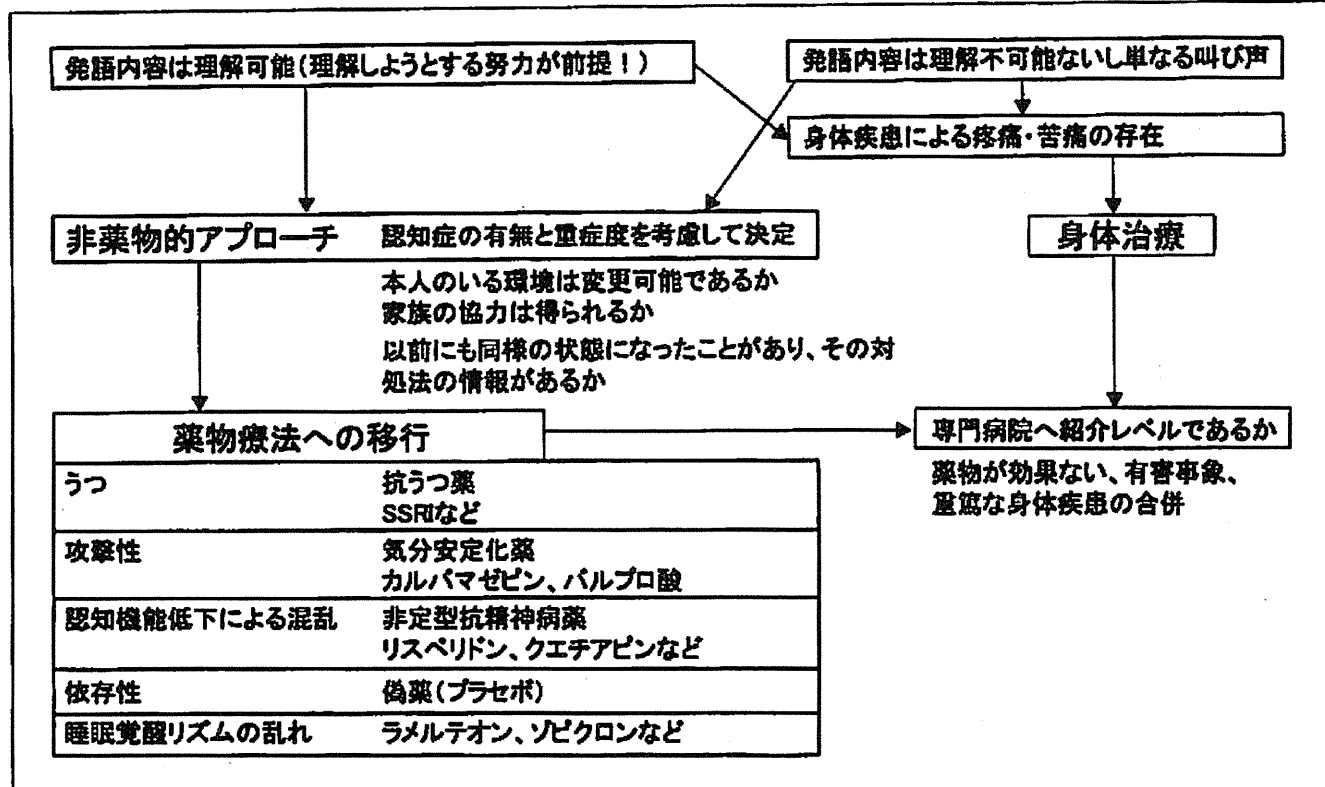 発語内容は理解可能(理解しようとする努力が前提！)
発語内容は理解不可能ないし単なる叫び声
身体疾患による疼痛・苦痛の存在
非薬物的アプローチ　認知症の有無と重症度を考慮して決定
身体治療
本人のいる環境は変更可能であるか
家族の協力は得られるか
以前にも同様の状態になったことがあり、その対
処法の情報があるか
薬物療法への移行
専門病院へ紹介レベルであるか
薬物が効果ない、有害事象、
重篤な身体疾患の合併
うつ　抗うつ薬
SSRIなど
攻撃性　気分安定化薬
カルバマゼピン、バルプロ酸
認知機能低下による混乱　非定型抗精神病薬
リスペリドン、クエチアピンなど
依存性　偽薬(プラセボ)
睡眠覚醒リズムの乱れ　ラメルテオン、ゾピクロンなど